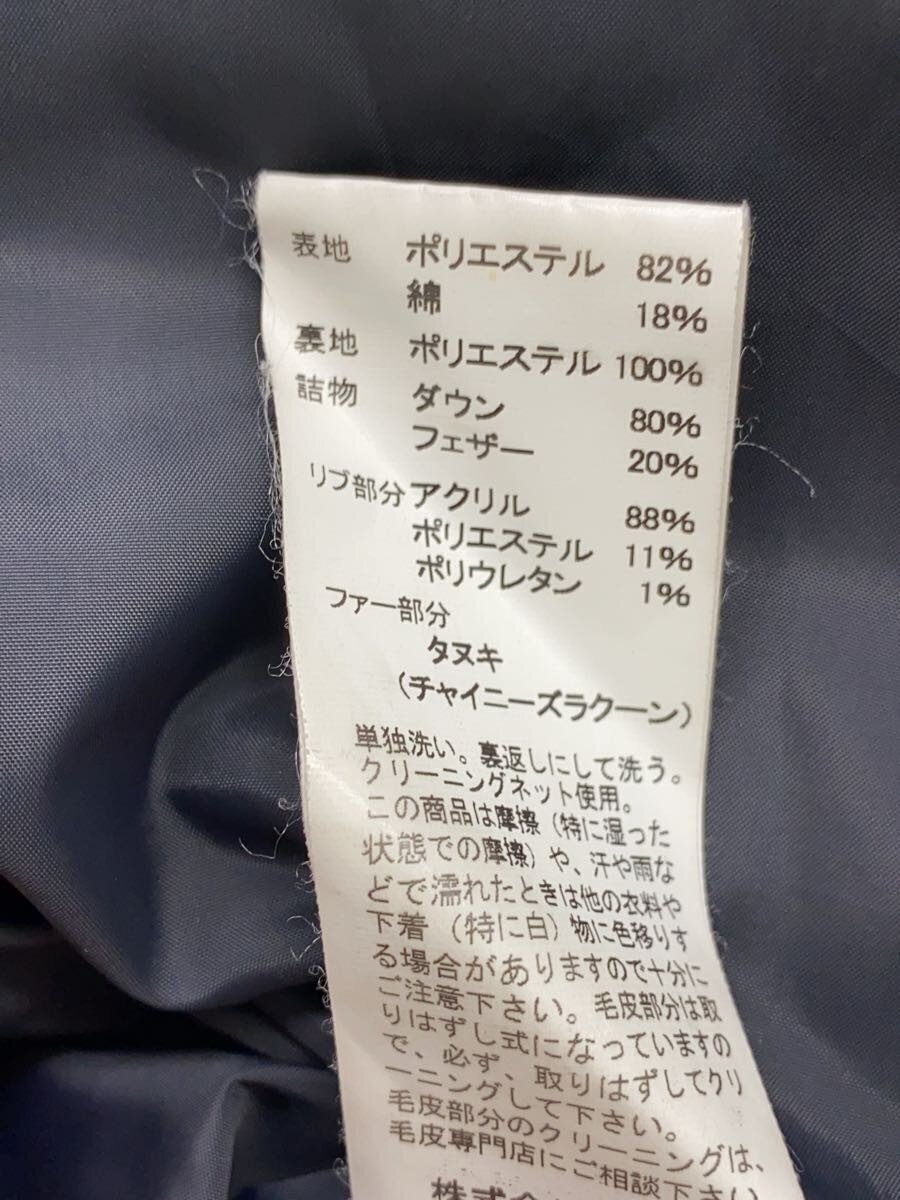 表地 ポリエステル 82%
綿 18%
裏地 ポリエステル 100%
詰物 ダウン 80%
フェザー 20%
リブ部分 アクリル 88%
ポリエステル 11%
ポリウレタン 1%
ファー部分
タヌキ
(チャイニーズラクーン)
単独洗い。裏返しにして洗う。
クリーニングネット使用。
この商品は摩擦(特に湿った
状態での摩擦)や、汗や雨な
どで濡れたときは他の衣料や
下着(特に白)物に色移りす
る場合がありますので十分に
ご注意下さい。毛皮部分は取
りはずし式になっていますの
で、必ず、取りはずしてクリ
ーニングして下さい。
毛皮部分のクリーニングは、
毛皮専門店にご相談下さい
株式会